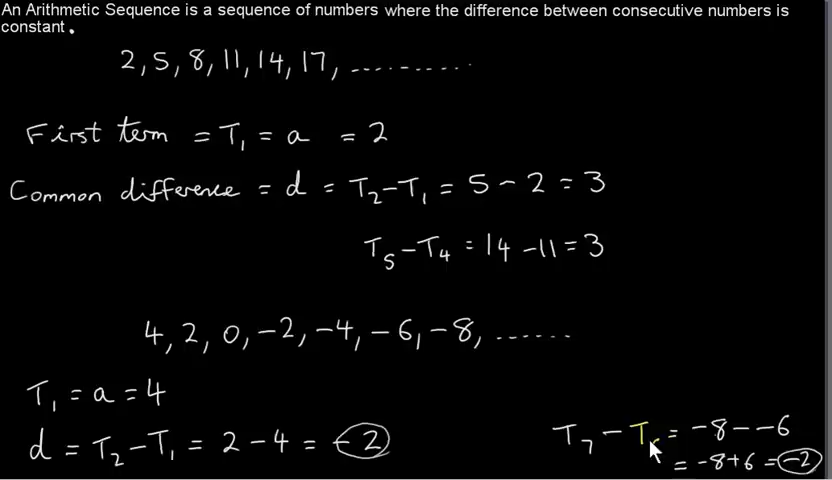 An Arithmetic Sequence is a sequence of numbers where the difference between consecutive numbers is
constant.
2, 5, 8, 11, 14, 17, ...........
First term = T₁ = a = 2
Common difference = d = T₂-T₁ = 5 - 2 = 3
T₅-T₄ = 14 -11 = 3
4, 2, 0, -2, -4, -6, -8, .......
T₁ = a = 4
d = T₂-T₁ = 2 - 4 = -2
T₇ - T = -8 - -6
= -8+6 = -2